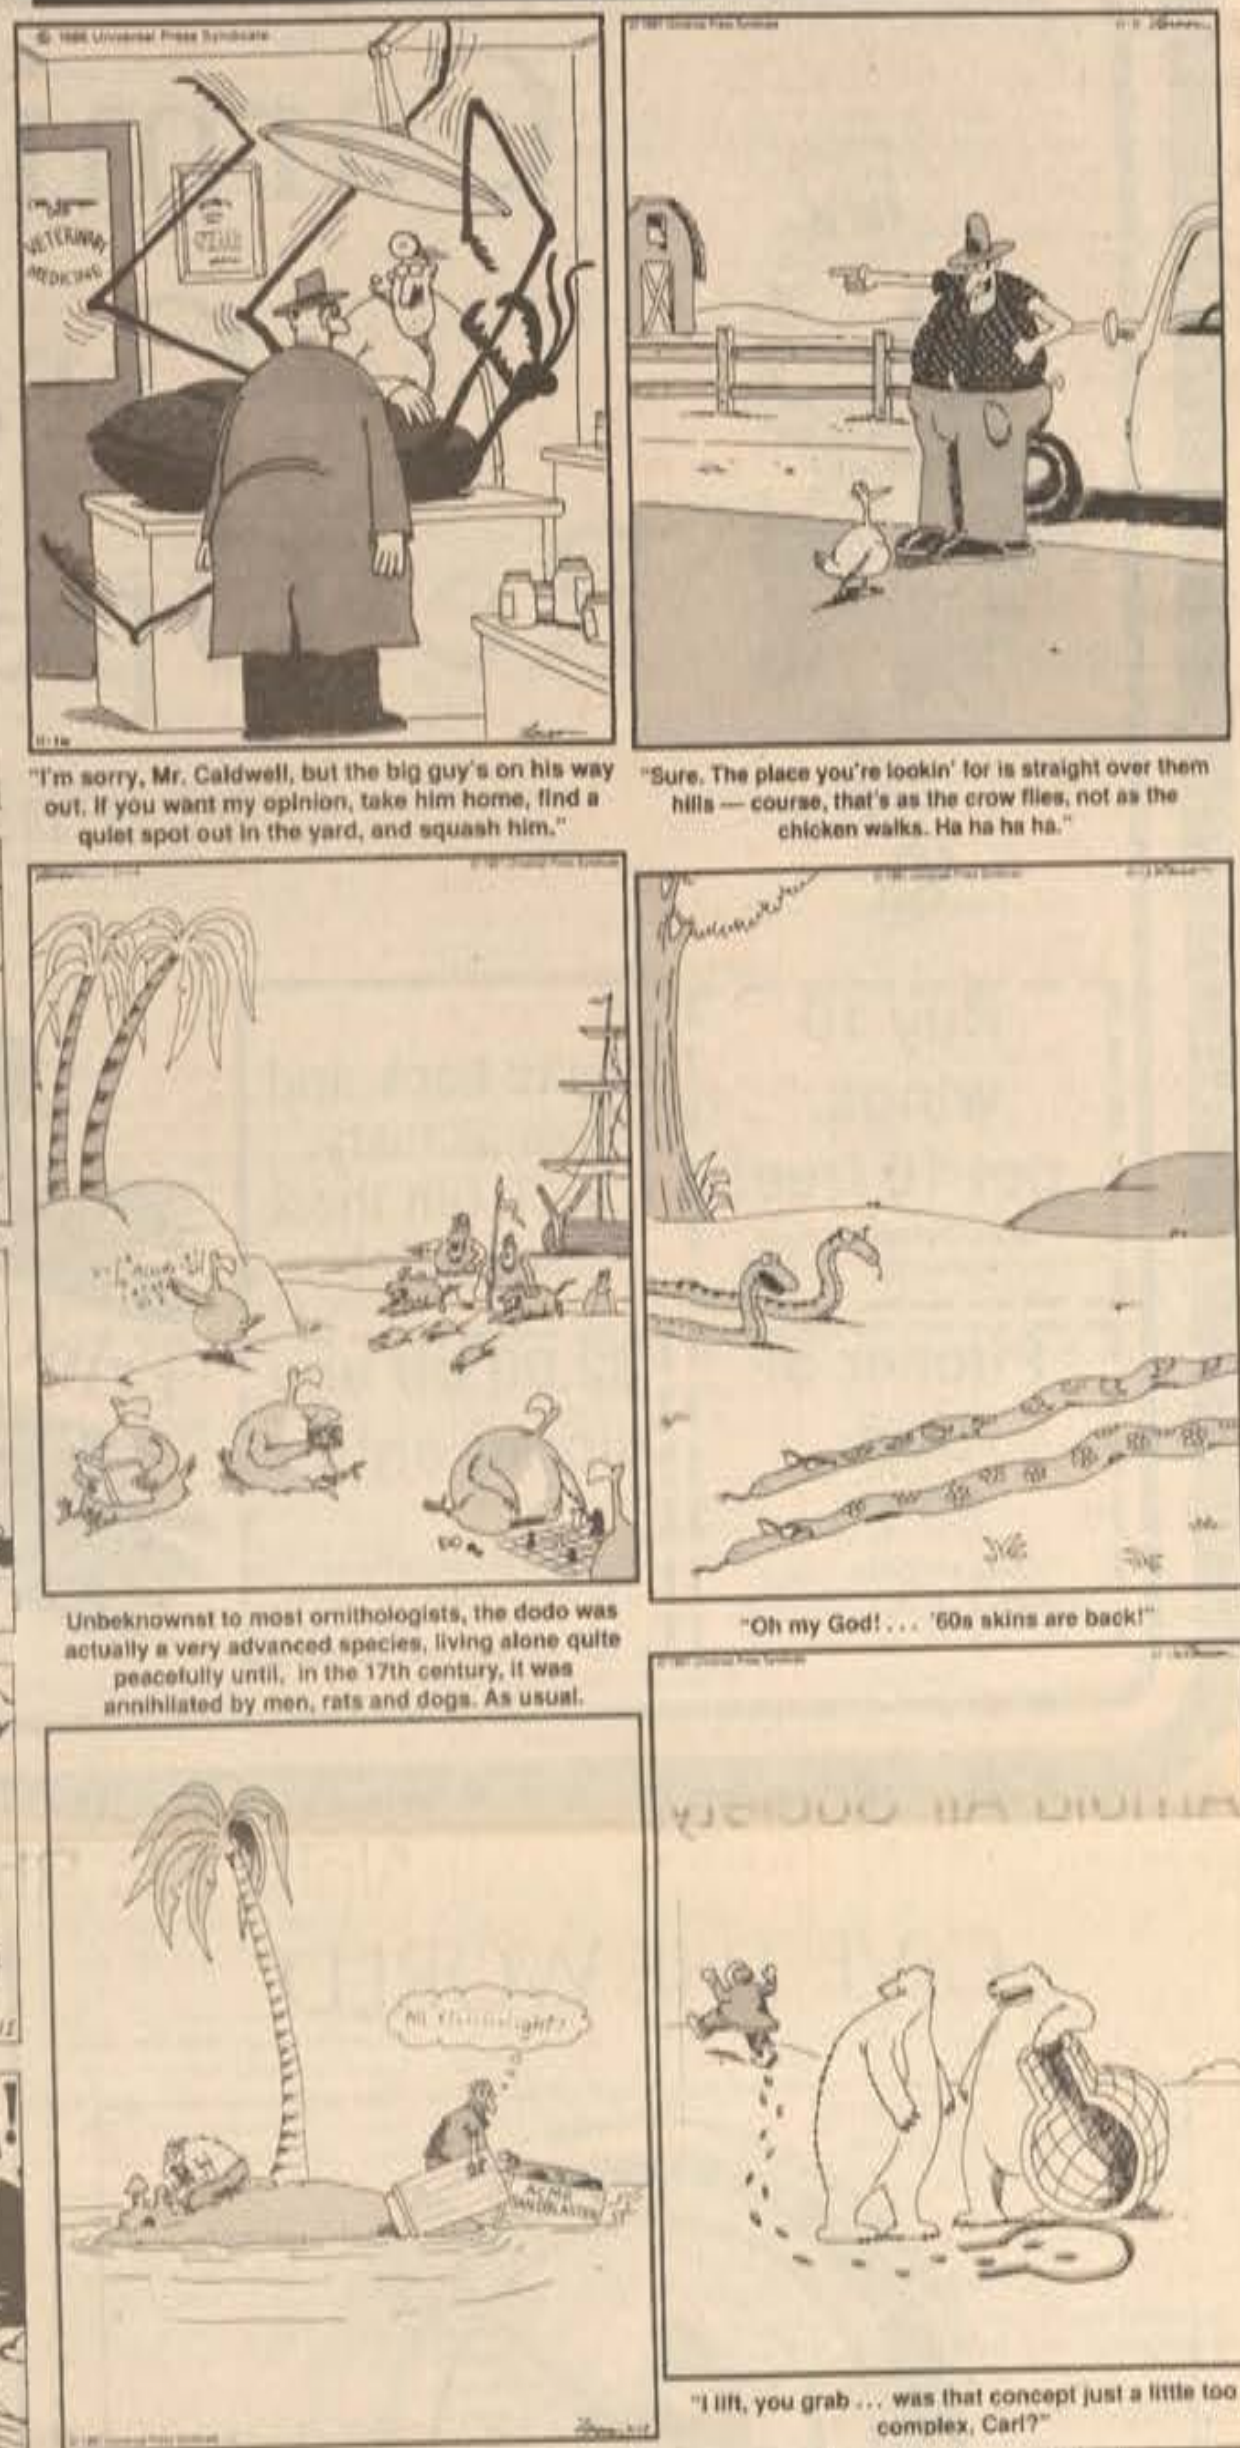 © 1986 Universal Press Syndicate
VETERINARY
MEDICINE
"I'm sorry, Mr. Caldwell, but the big guy's on his way
out. If you want my opinion, take him home, find a
quiet spot out in the yard, and squash him."
"Sure. The place you're lookin' for is straight over them
hills — course, that's as the crow flies, not as the
chicken walks. Ha ha ha ha."
Unbeknownst to most ornithologists, the dodo was
actually a very advanced species, living alone quite
peacefully until, in the 17th century, it was
annihilated by men, rats and dogs. As usual.
"Oh my God! ... '60s skins are back!"
ACME
SANDBLASTER
"I lift, you grab ... was that concept just a little too
complex, Carl?"